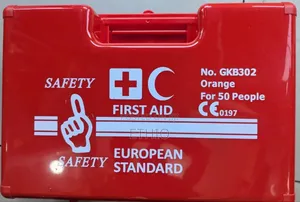 No. GKB302
Orange
For 50 People
CE 0197
SAFETY
FIRST AID
SAFETY
EUROPEAN
STANDARD